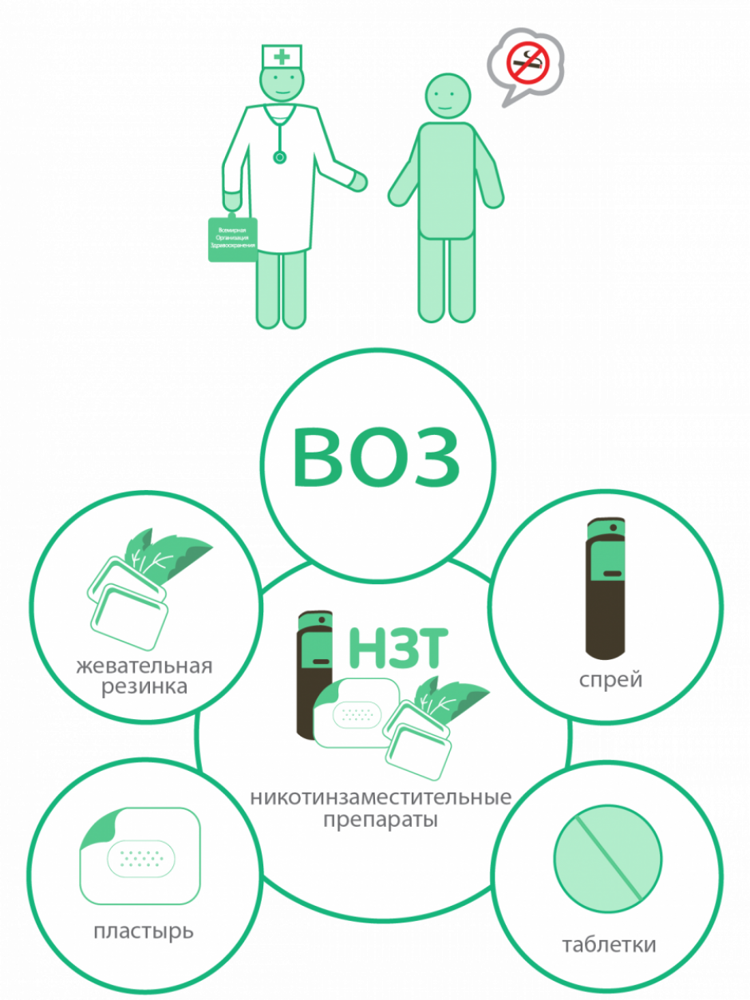 Всемирная
Организация
Здравоохранения
ВОЗ
жевательная
резинка
спрей
НЗТ
никотинзаместительные
препараты
пластырь
таблетки